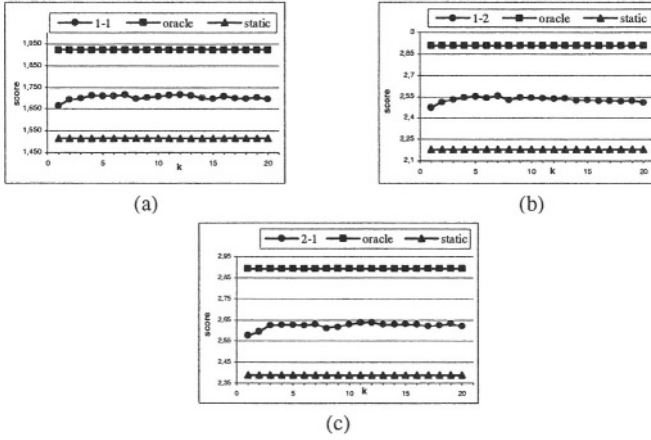 1-1 oracle static
1,950
1,850
1,750
1,650
1,550
1,450
score
0 5 10 15 20
k
(a)
1-2 oracle static
3
2,85
2,7
2,55
2,4
2,25
2,1
score
0 5 10 15 20
k
(b)
2-1 oracle static
2,95
2,85
2,75
2,65
2,55
2,45
2,35
score
0 5 10 15 20
k
(c)